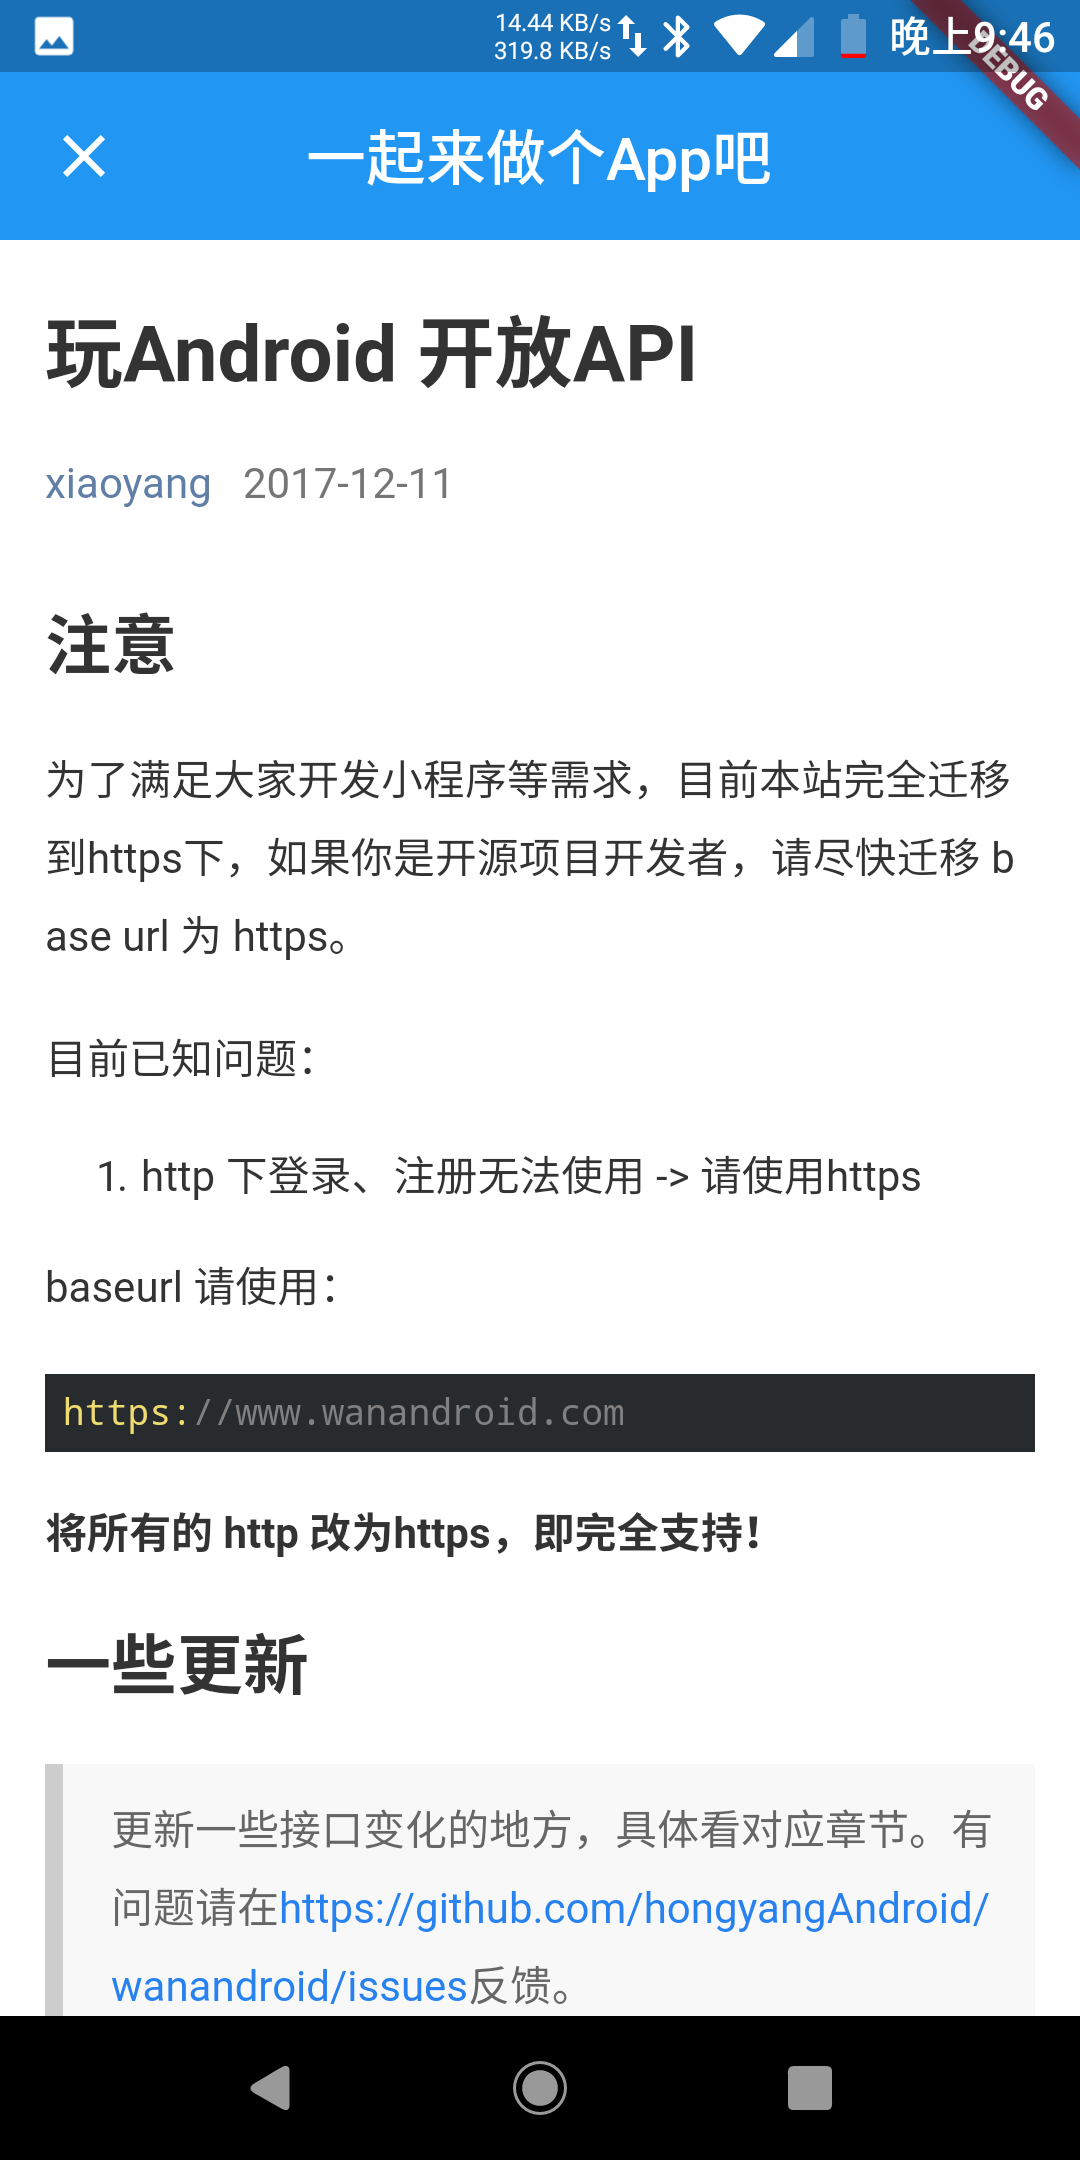 14.44 KB/s
319.8 KB/s
晚上9:46
DEBUG
一起来做个App吧
玩Android 开放API
xiaoyang 2017-12-11
注意
为了满足大家开发小程序等需求，目前本站完全迁移
到https下，如果你是开源项目开发者，请尽快迁移 b
ase url 为 https。
目前已知问题：
1. http 下登录、注册无法使用 -> 请使用https
baseurl 请使用：
https://www.wanandroid.com
将所有的 http 改为https，即完全支持！
一些更新
更新一些接口变化的地方，具体看对应章节。有
问题请在https://github.com/hongyangAndroid/
wanandroid/issues反馈。